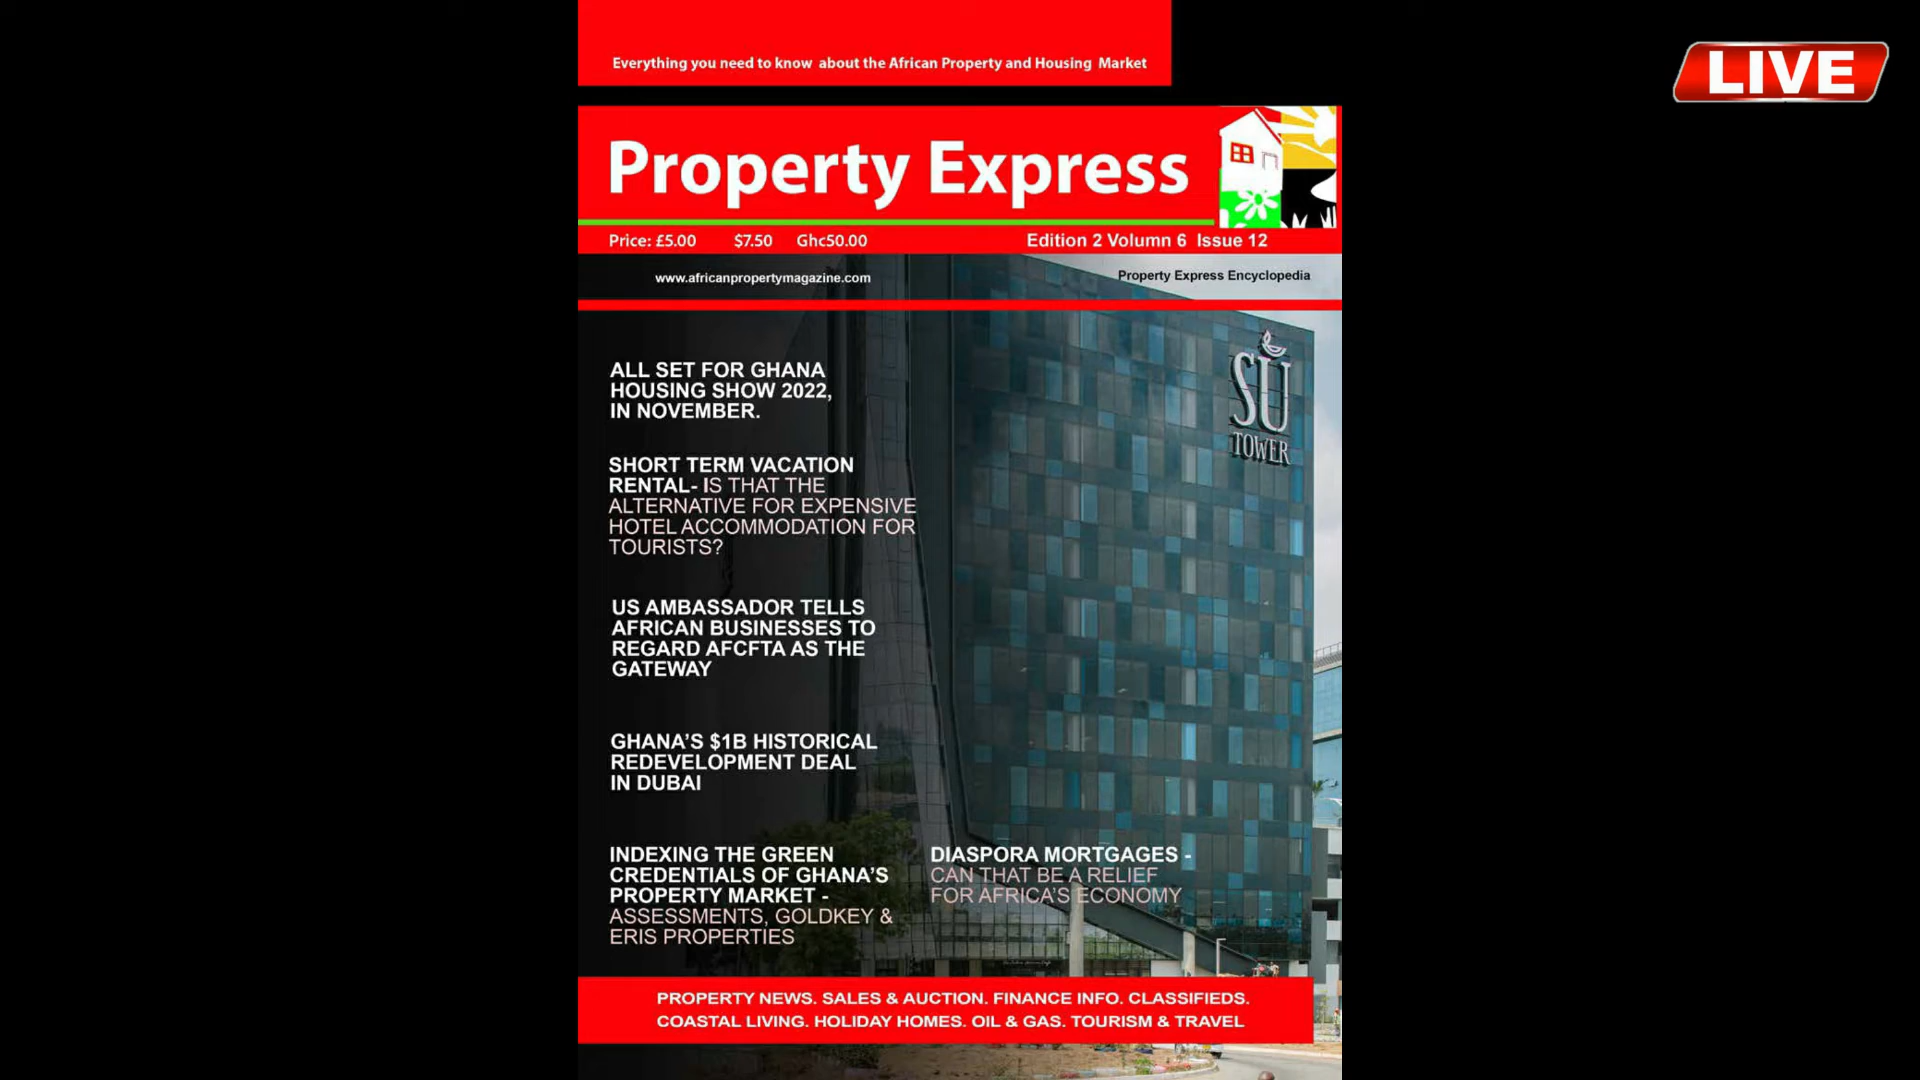 LIVE
Everything you need to know about the African Property and Housing Market
Property Express
Price: £5.00 $7.50 Ghc50.00 Edition 2 Volumn 6 Issue 12
www.africanpropertymagazine.com Property Express Encyclopedia
SU
TOWER
ALL SET FOR GHANA
HOUSING SHOW 2022,
IN NOVEMBER.
SHORT TERM VACATION
RENTAL- IS THAT THE
ALTERNATIVE FOR EXPENSIVE
HOTEL ACCOMMODATION FOR
TOURISTS?
US AMBASSADOR TELLS
AFRICAN BUSINESSES TO
REGARD AFCFTA AS THE
GATEWAY
GHANA'S $1B HISTORICAL
REDEVELOPMENT DEAL
IN DUBAI
INDEXING THE GREEN
CREDENTIALS OF GHANA'S
PROPERTY MARKET -
ASSESSMENTS, GOLDKEY &
ERIS PROPERTIES
DIASPORA MORTGAGES -
CAN THAT BE A RELIEF
FOR AFRICA'S ECONOMY
PROPERTY NEWS. SALES & AUCTION. FINANCE INFO. CLASSIFIEDS.
COASTAL LIVING. HOLIDAY HOMES. OIL & GAS. TOURISM & TRAVEL